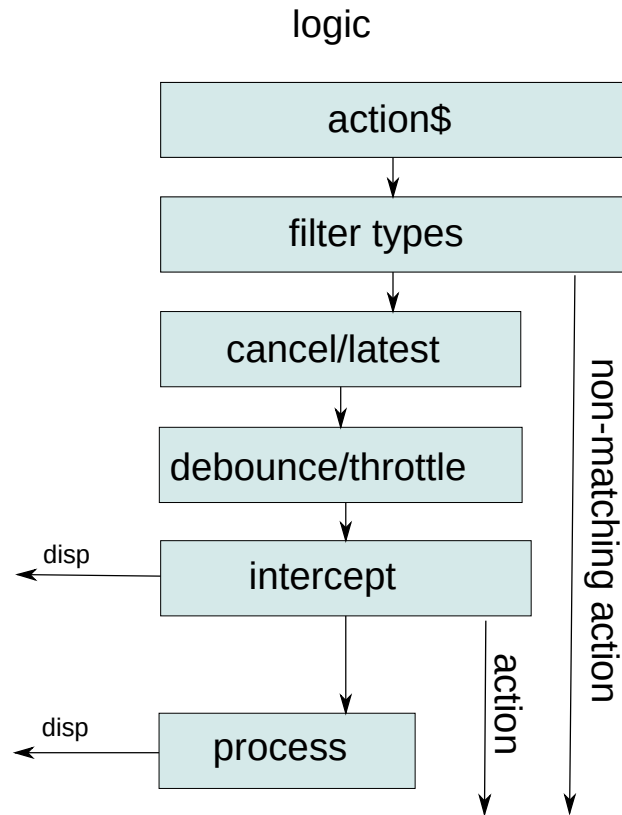 logic
action$
filter types
cancel/latest
debounce/throttle
disp
intercept
disp
process
action
non-matching action